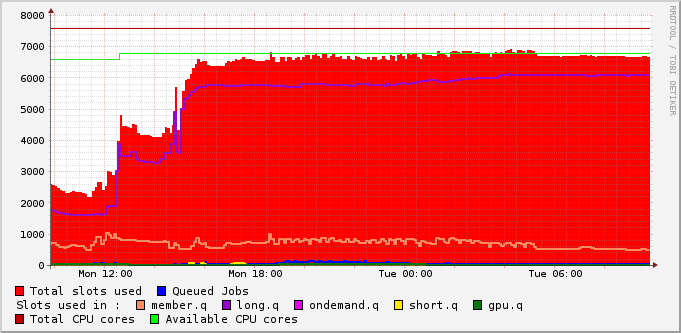 8000
7000
6000
5000
4000
3000
2000
1000
0
Mon 12:00 Mon 18:00 Tue 00:00 Tue 06:00
RRDTOOL / TOBI OETIKER
Total slots used Queued Jobs
Slots used in : member.q long.q ondemand.q short.q gpu.q
Total CPU cores Available CPU cores